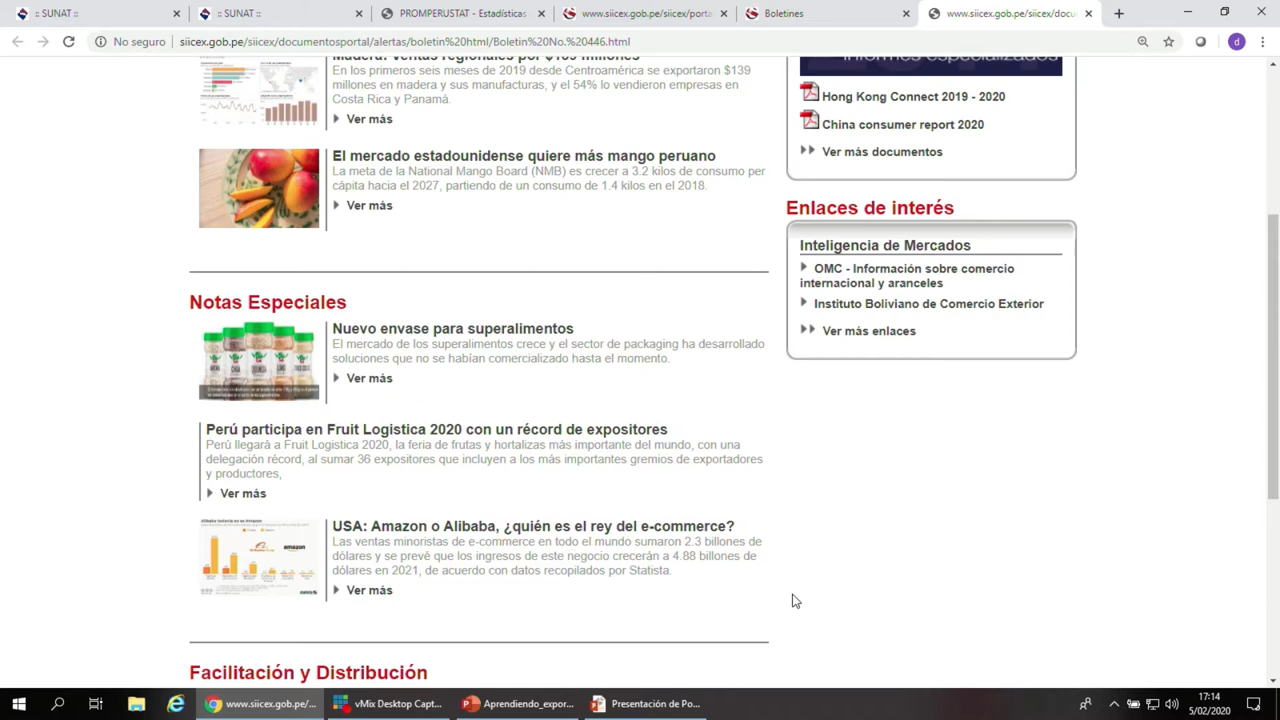 :: SUNAT ::
:: SUNAT ::
PROMPERUSTAT - Estadísticas
www.siicex.gob.pe/siicex/porta
Boletines
www.siicex.gob.pe/siicex/docu
No seguro
siicex.gob.pe/siicex/documentosportal/alertas/boletin%20html/Boletin%20No.%20446.html
d
En los primeros seis meses de 2019 desde Centroamérica se exportaron $139
millones en madera y sus manufacturas, y el 54% lo vendieron empresas en
Costa Rica y Panamá.
Ver más
El mercado estadounidense quiere más mango peruano
La meta de la National Mango Board (NMB) es crecer a 3.2 kilos de consumo per
cápita hacia el 2027, partiendo de un consumo de 1.4 kilos en el 2018.
Ver más
Notas Especiales
Nuevo envase para superalimentos
El mercado de los superalimentos crece y el sector de packaging ha desarrollado
soluciones que no se habían comercializado hasta el momento.
Ver más
Perú participa en Fruit Logistica 2020 con un récord de expositores
Perú llegará a Fruit Logistica 2020, la feria de frutas y hortalizas más importante del mundo, con una
delegación récord, al sumar 36 expositores que incluyen a los más importantes gremios de exportadores
y productores,
Ver más
amazon
USA: Amazon o Alibaba, ¿quién es el rey del e-commerce?
Las ventas minoristas de e-commerce en todo el mundo sumaron 2.3 billones de
dólares y se prevé que los ingresos de este negocio crecerán a 4.88 billones de
dólares en 2021, de acuerdo con datos recopilados por Statista.
Ver más
Facilitación y Distribución
Hong Kong Connect 2019 - 2020
China consumer report 2020
Ver más documentos
Enlaces de interés
Inteligencia de Mercados
OMC - Información sobre comercio
internacional y aranceles
Instituto Boliviano de Comercio Exterior
Ver más enlaces
www.siicex.gob.pe/...
vMix Desktop Capt...
Aprendiendo_expor...
Presentación de Po...
17:14
5/02/2020